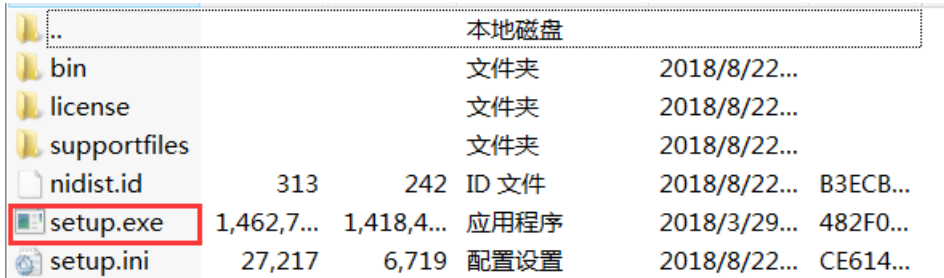 .. 本地磁盘
bin 文件夹 2018/8/22...
license 文件夹 2018/8/22...
supportfiles 文件夹 2018/8/22...
nidist.id 313 242 ID 文件 2018/8/22... B3ECB...
setup.exe 1,462,7... 1,418,4... 应用程序 2018/3/29... 482F0...
setup.ini 27,217 6,719 配置设置 2018/8/22... CE614...